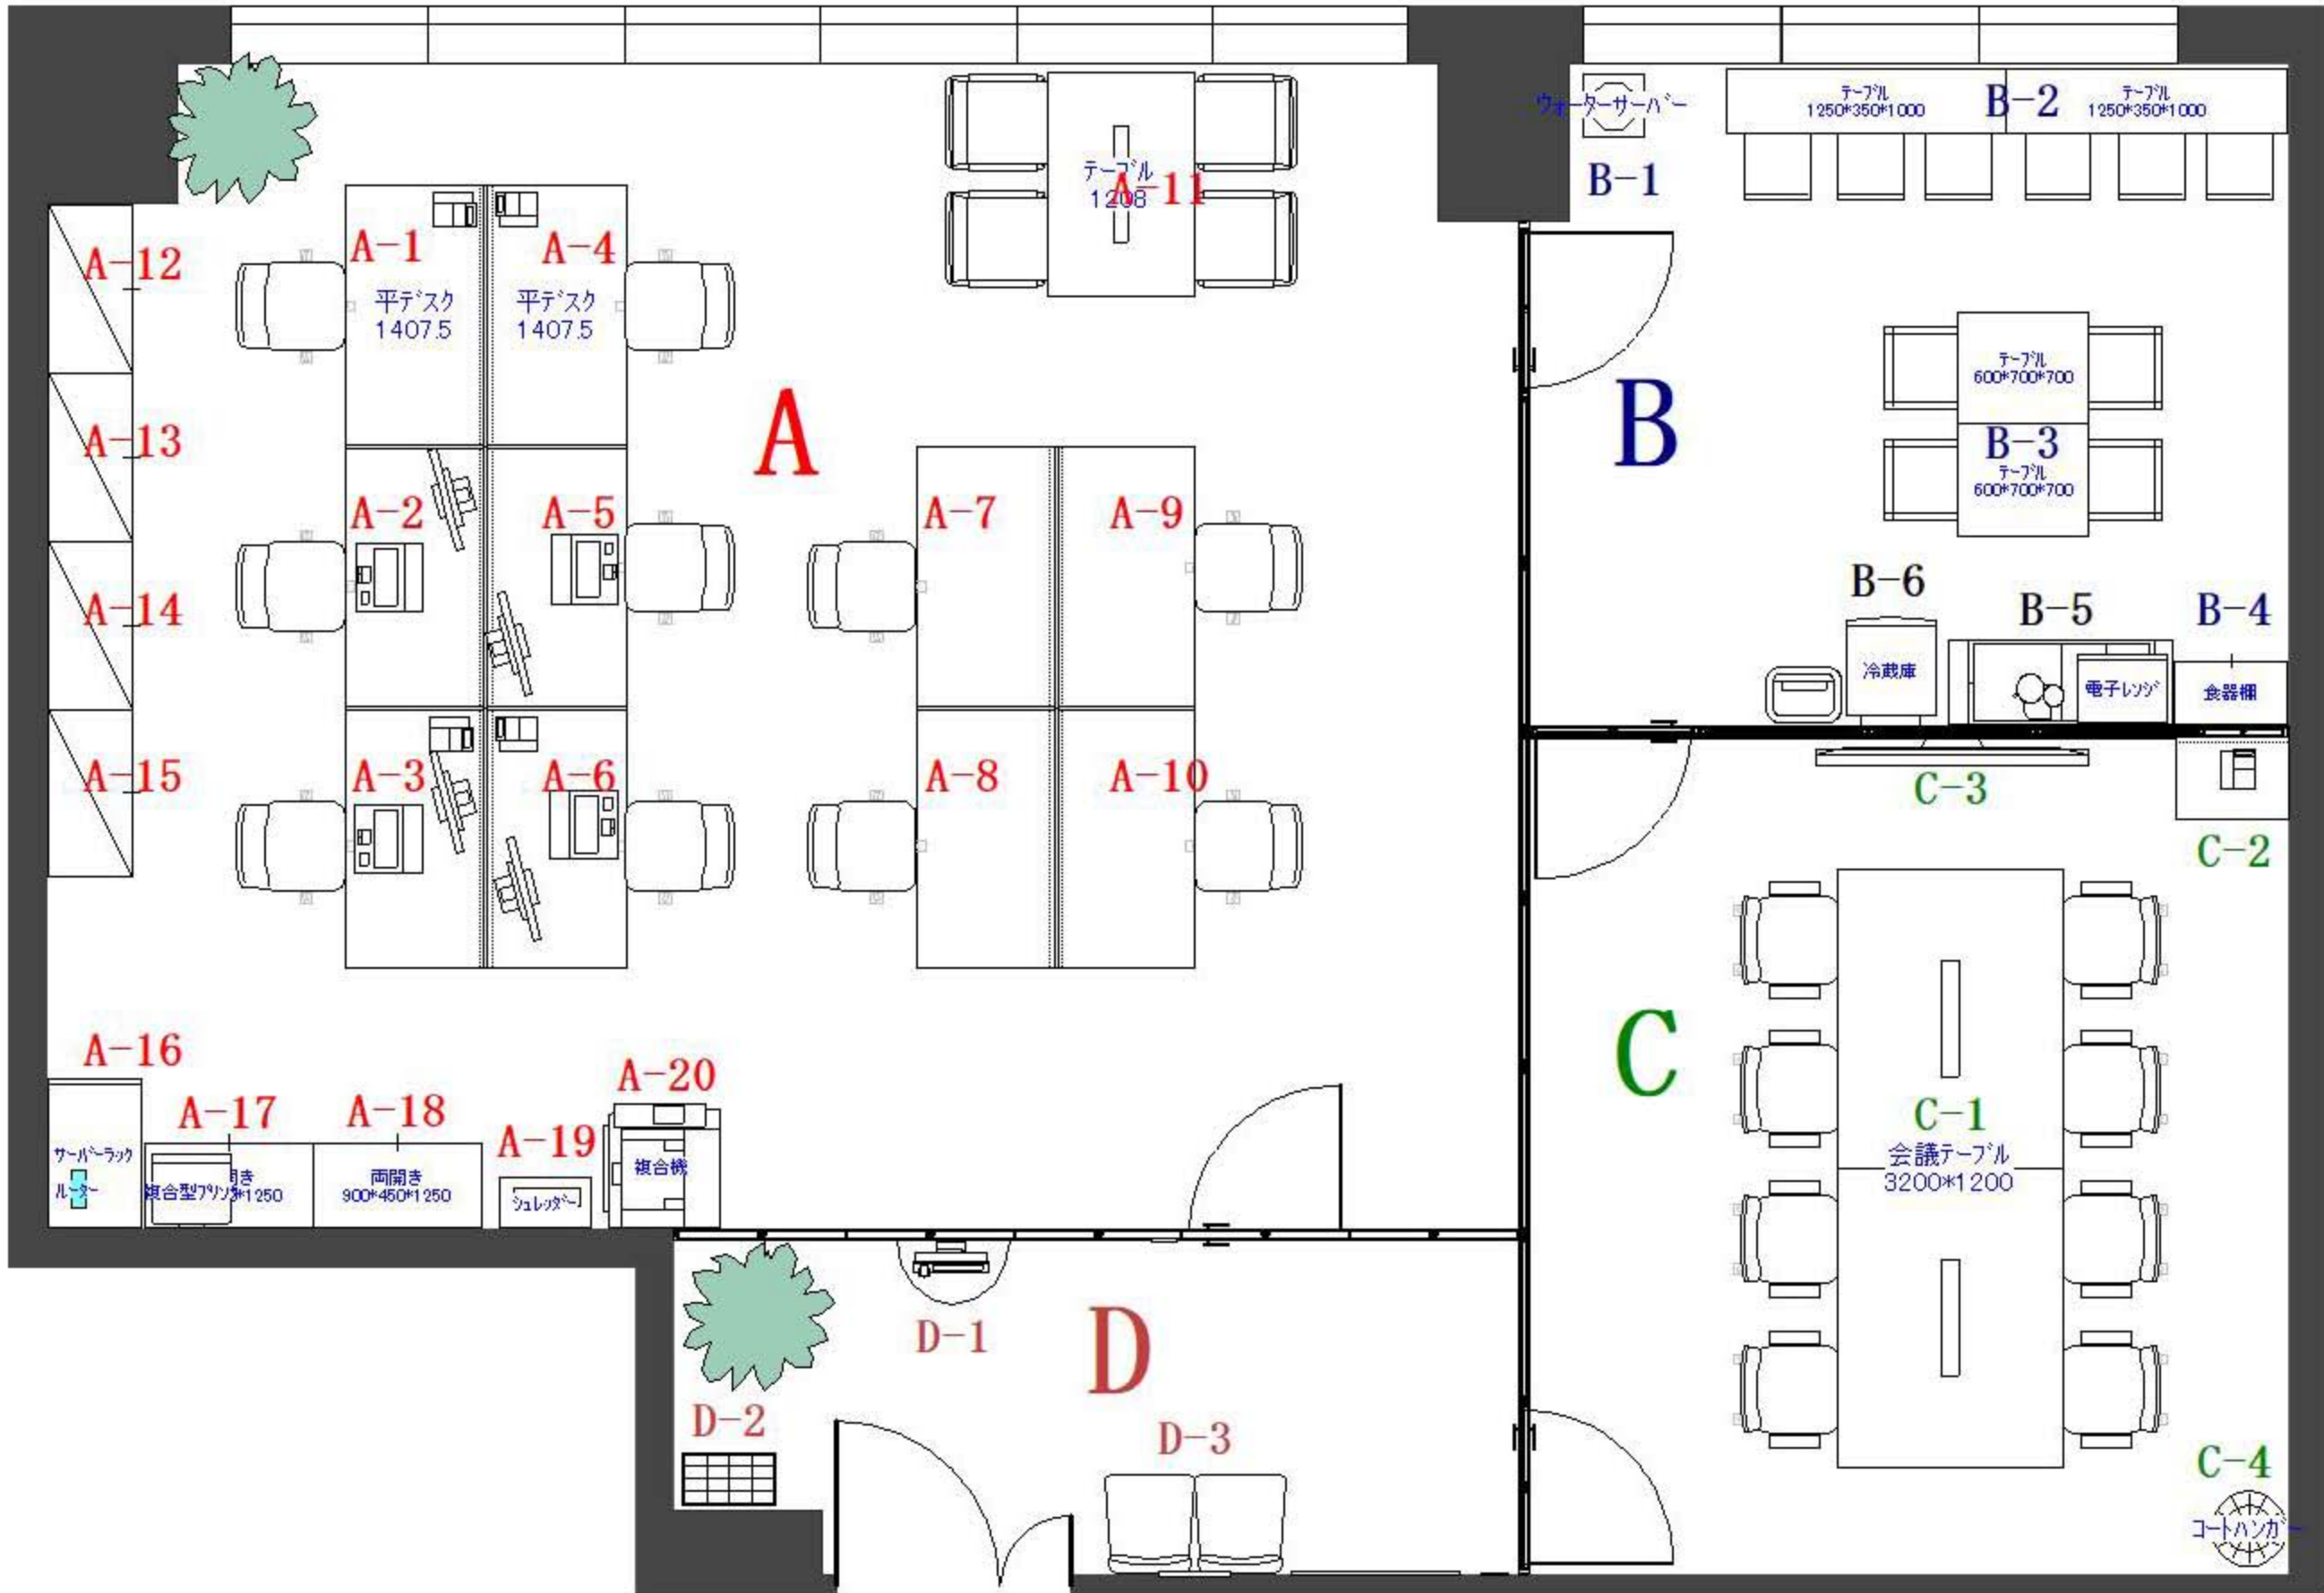 ウォーターサーバー
テーブル
1250*350*1000
B-2
テーブル
1250*350*1000
B-1
テーブル
1208
A-11
A-12
A-1
平デスク
1407.5
A-4
平デスク
1407.5
A
B
テーブル
600*700*700
B-3
テーブル
600*700*700
A-13
A-2
A-5
A-7
A-9
A-14
B-6
冷蔵庫
B-5
電子レンジ
B-4
食器棚
A-15
A-3
A-6
A-8
A-10
C-3
C-2
C
C-1
会議テーブル
3200*1200
A-16
サーバーラック
ルーター
A-17
複合型プリン
開き
*1250
A-18
両開き
900*450*1250
A-19
シュレッダー
A-20
複合機
D-1
D
D-2
D-3
C-4
コートハンガー